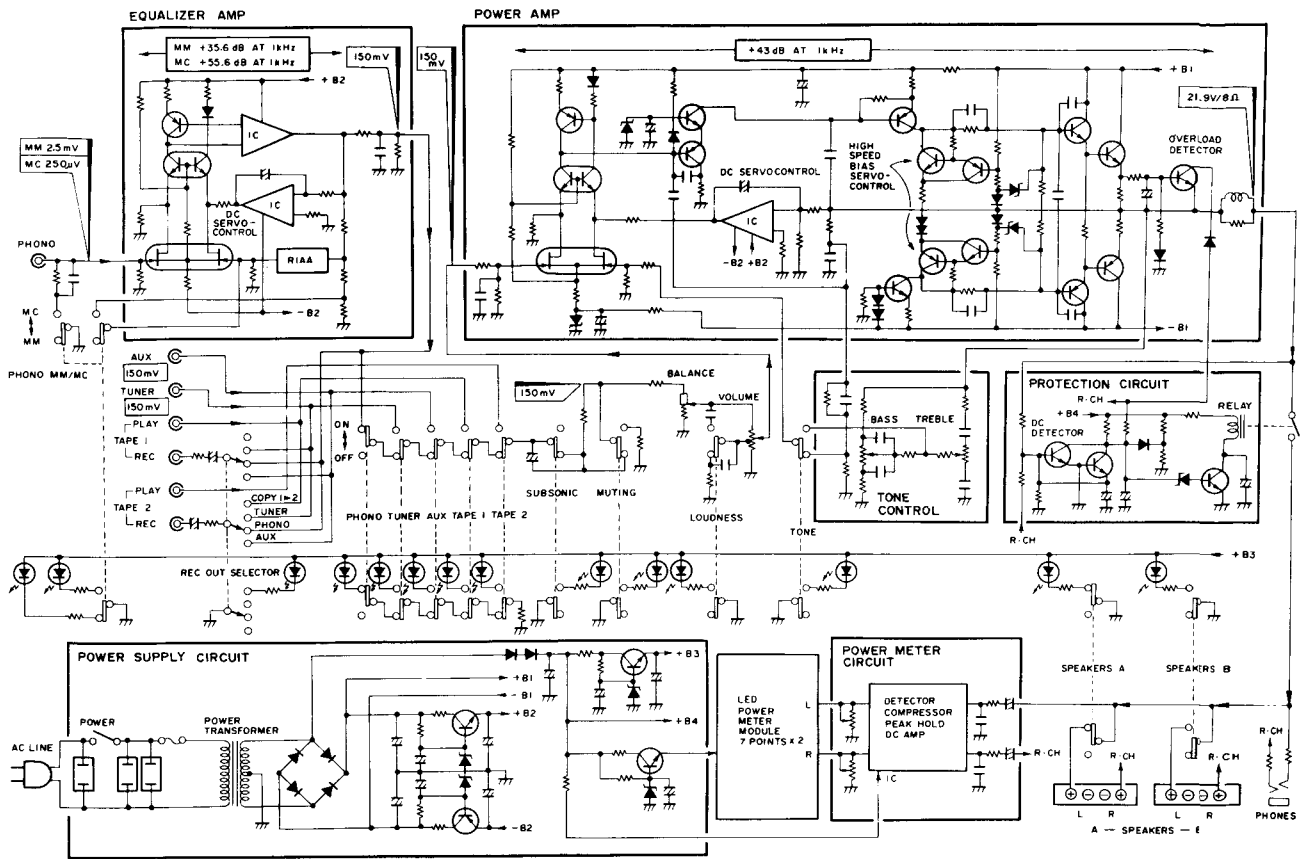 EQUALIZER AMP
POWER AMP
MM +35.6 dB AT 1kHz
MC +55.6dB AT 1kHz
150mV
150 mV
+43 dB AT 1kHz
+B2
+B1
21.9V/8Ω
MM 2.5mV
MC 250μV
IC
OVERLOAD DETECTOR
HIGH SPEED BIAS SERVO-CONTROL
DC SERVO CONTROL
IC
DC SERVO-CONTROL
IC
PHONO
RIAA
-B2 +B2
-B2
-B1
MC
MM
PHONO MM/MC
AUX
150mV
TUNER
150mV
PLAY
TAPE 1
REC
PLAY
TAPE 2
REC
COPY 1▸2
TUNER
PHONO
AUX
ON
OFF
150mV
BALANCE
VOLUME
SUBSONIC
MUTING
PHONO TUNER AUX TAPE 1 TAPE 2
LOUDNESS
TONE
BASS
TREBLE
TONE CONTROL
R·CH
PROTECTION CIRCUIT
+B4
RELAY
DC DETECTOR
R·CH
+B3
REC OUT SELECTOR
POWER SUPPLY CIRCUIT
+B3
+B1
-B1
+B2
+B4
-B2
POWER
POWER TRANSFORMER
AC LINE
LED POWER METER MODULE 7 POINTS × 2
L
R
POWER METER CIRCUIT
DETECTOR COMPRESSOR PEAK HOLD DC AMP
IC
R·CH
SPEAKERS A
SPEAKERS B
R·CH
R·CH
R·CH
L R
L R
A — SPEAKERS — B
PHONES